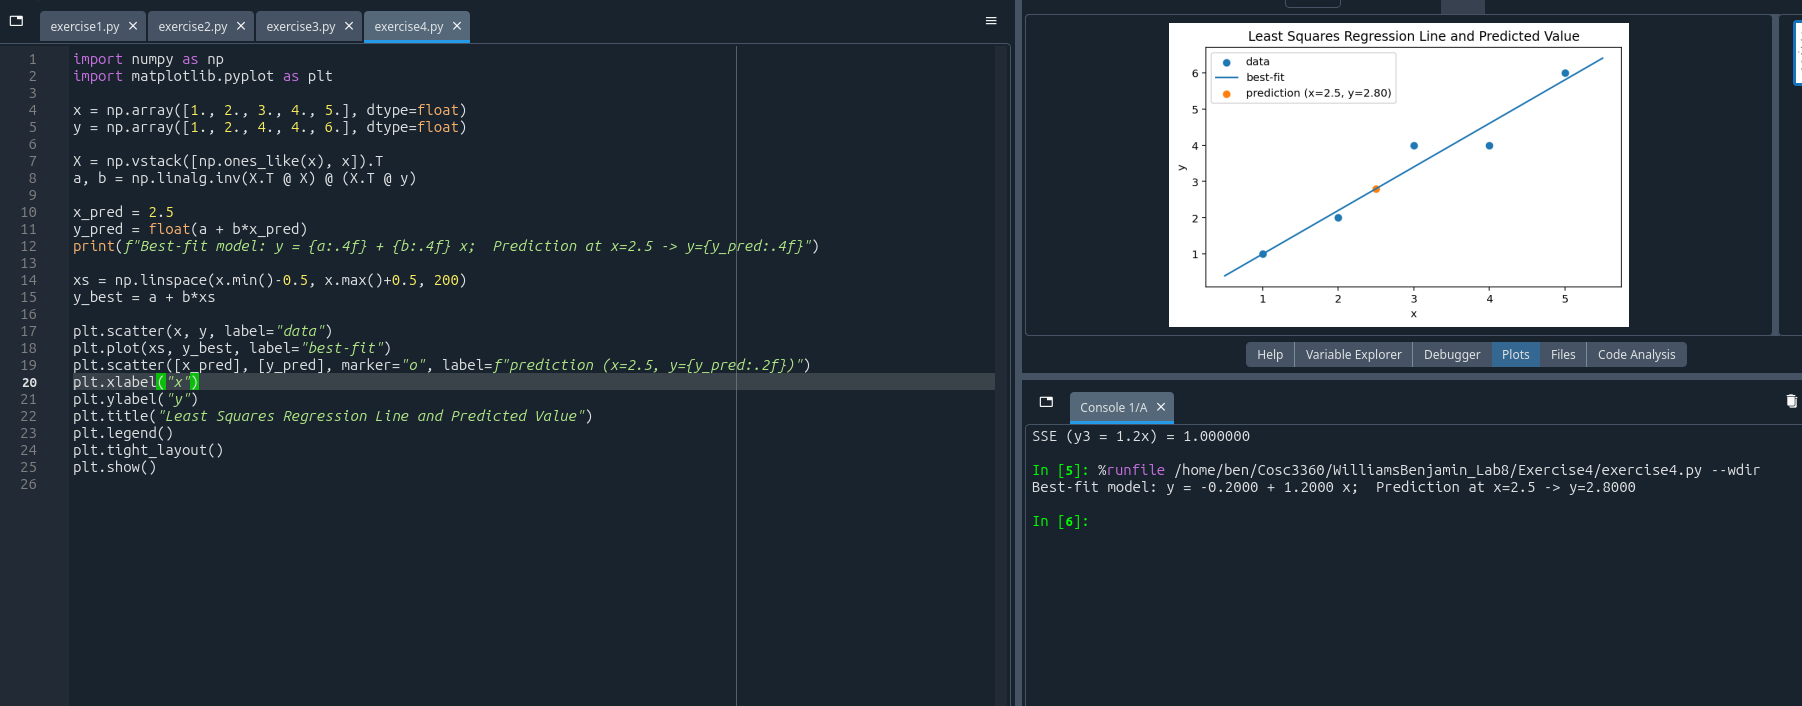 exercise1.py exercise2.py exercise3.py exercise4.py
1 import numpy as np
2 import matplotlib.pyplot as plt
3
4 x = np.array([1., 2., 3., 4., 5.], dtype=float)
5 y = np.array([1., 2., 4., 4., 6.], dtype=float)
6
7 X = np.vstack([np.ones_like(x), x]).T
8 a, b = np.linalg.inv(X.T @ X) @ (X.T @ y)
9
10 x_pred = 2.5
11 y_pred = float(a + b*x_pred)
12 print(f"Best-fit model: y = {a:.4f} + {b:.4f} x;  Prediction at x=2.5 -> y={y_pred:.4f}")
13
14 xs = np.linspace(x.min()-0.5, x.max()+0.5, 200)
15 y_best = a + b*xs
16
17 plt.scatter(x, y, label="data")
18 plt.plot(xs, y_best, label="best-fit")
19 plt.scatter([x_pred], [y_pred], marker="o", label=f"prediction (x=2.5, y={y_pred:.2f})")
20 plt.xlabel("x")
21 plt.ylabel("y")
22 plt.title("Least Squares Regression Line and Predicted Value")
23 plt.legend()
24 plt.tight_layout()
25 plt.show()
26
Least Squares Regression Line and Predicted Value
data
best-fit
prediction (x=2.5, y=2.80)
6
5
4
3
2
1
y
1 2 3 4 5
x
Help Variable Explorer Debugger Plots Files Code Analysis
Console 1/A
SSE (y3 = 1.2x) = 1.000000
In [5]: %runfile /home/ben/Cosc3360/WilliamsBenjamin_Lab8/Exercise4/exercise4.py --wdir
Best-fit model: y = -0.2000 + 1.2000 x;  Prediction at x=2.5 -> y=2.8000
In [6]: